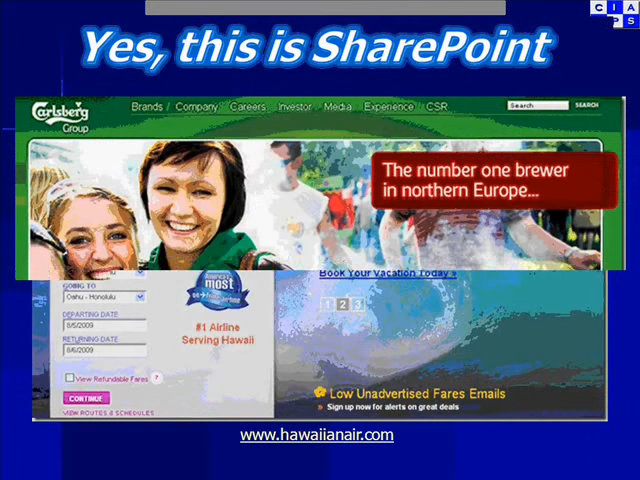 C I A
P S
Yes, this is SharePoint
Carlsberg
Group
Brands / Company / Careers Investor Media Experience CSR
Search SEARCH
The number one brewer
in northern Europe...
GOING TO
Oahu - Honolulu
DEPARTING DATE
8/5/2009
RETURNING DATE
8/6/2009
View Refundable Fares ?
CONTINUE
VIEW ROUTES & SCHEDULES
most
#1 Airline
Serving Hawaii
Book Your Vacation Today »
1 2 3
Low Unadvertised Fares Emails
» Sign up now for alerts on great deals
www.hawaiianair.com